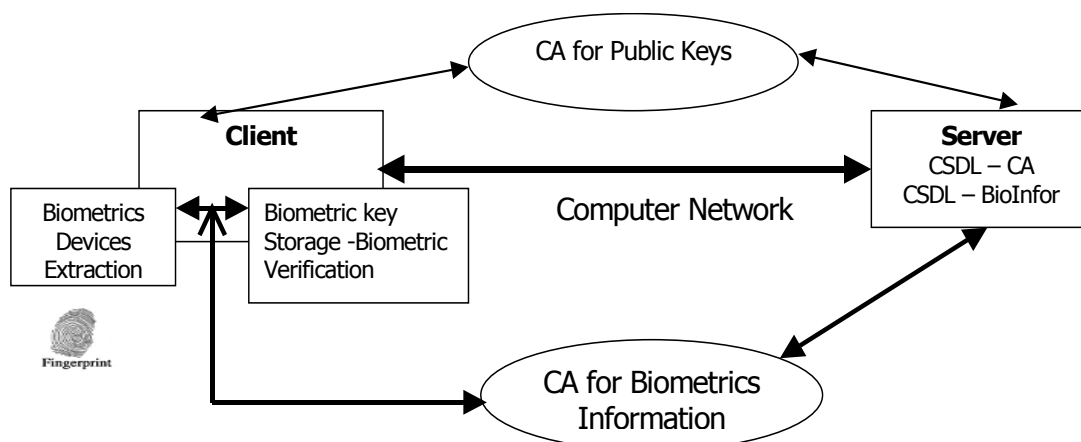 CA for Public Keys
Client
Server
CSDL – CA
CSDL – BioInfor
Computer Network
Biometrics
Devices
Extraction
Biometric key
Storage -Biometric
Verification
Fingerprint
CA for Biometrics
Information